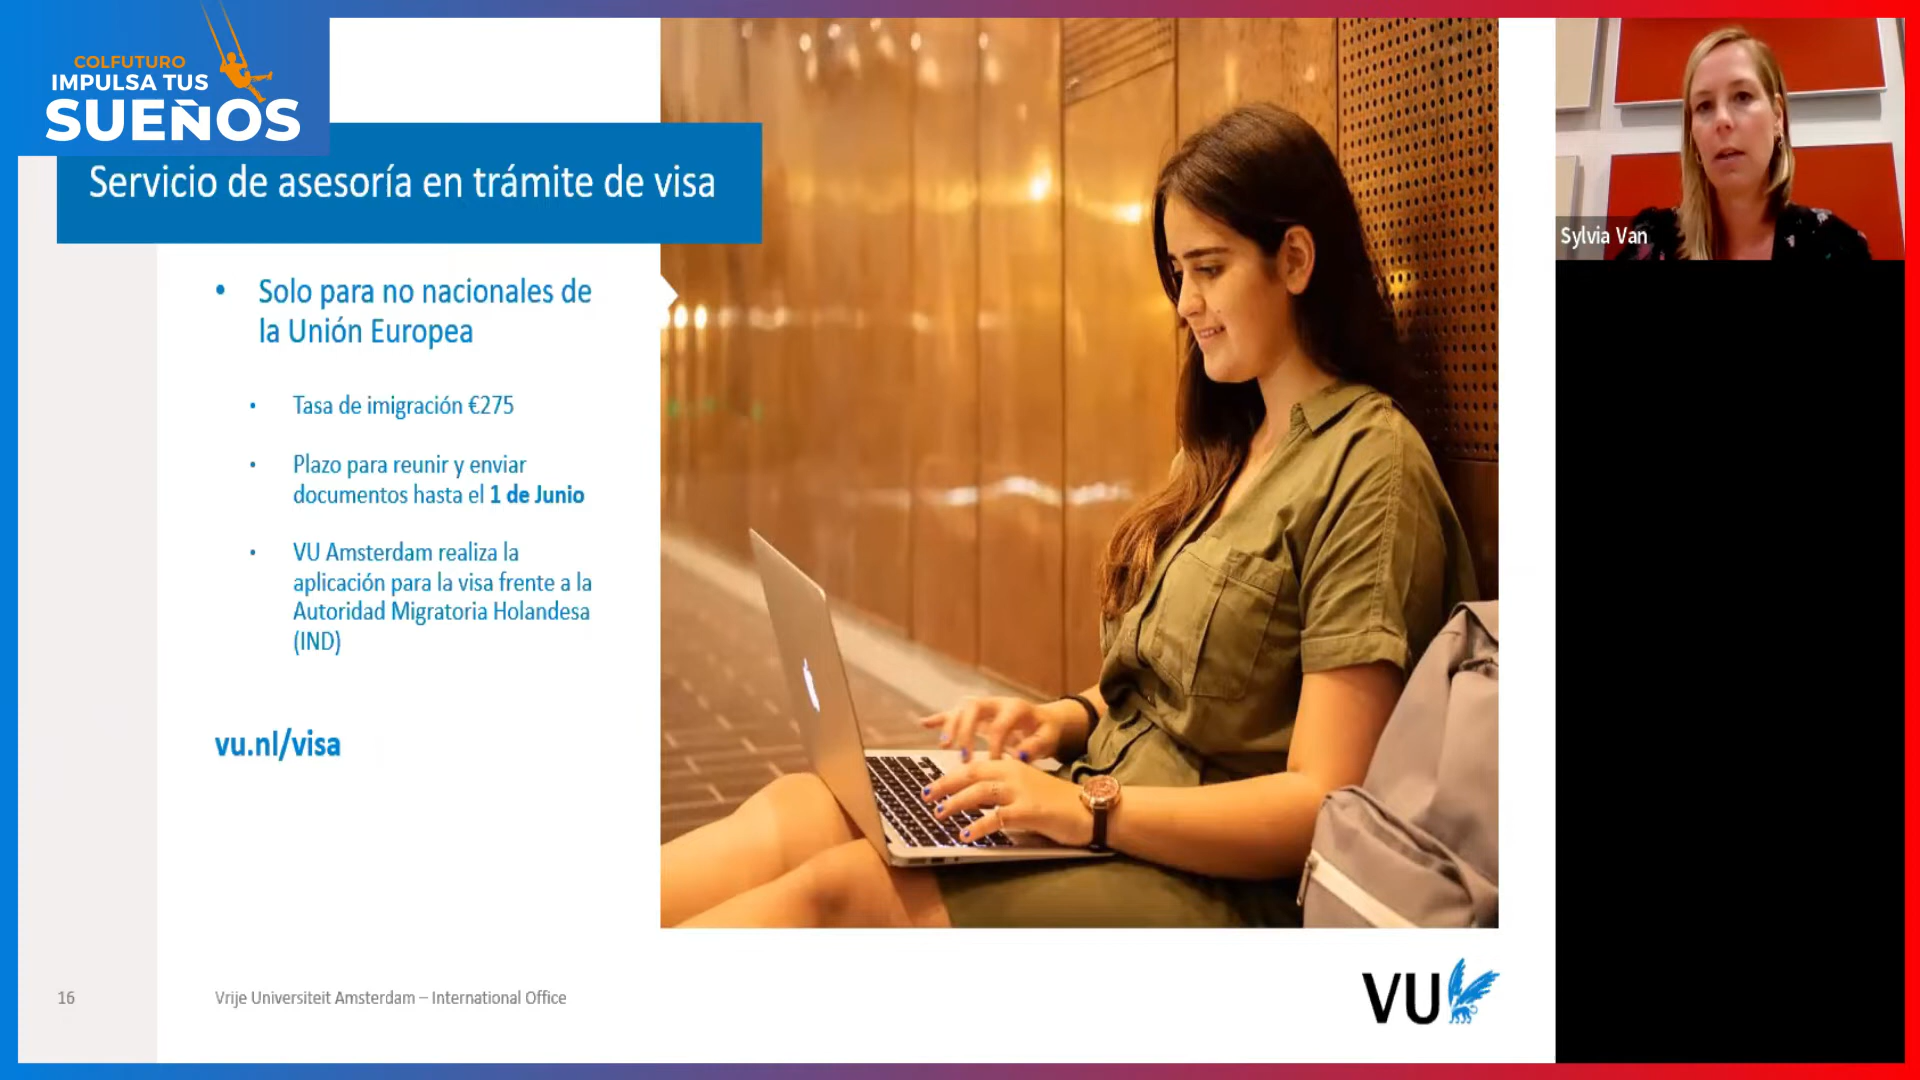 COLFUTURO
IMPULSA TUS
SUEÑOS
Servicio de asesoría en trámite de visa
• Solo para no nacionales de
la Unión Europea
• Tasa de imigración €275
• Plazo para reunir y enviar
documentos hasta el 1 de Junio
• VU Amsterdam realiza la
aplicación para la visa frente a la
Autoridad Migratoria Holandesa
(IND)
vu.nl/visa
16
Vrije Universiteit Amsterdam – International Office
VU
Sylvia Van